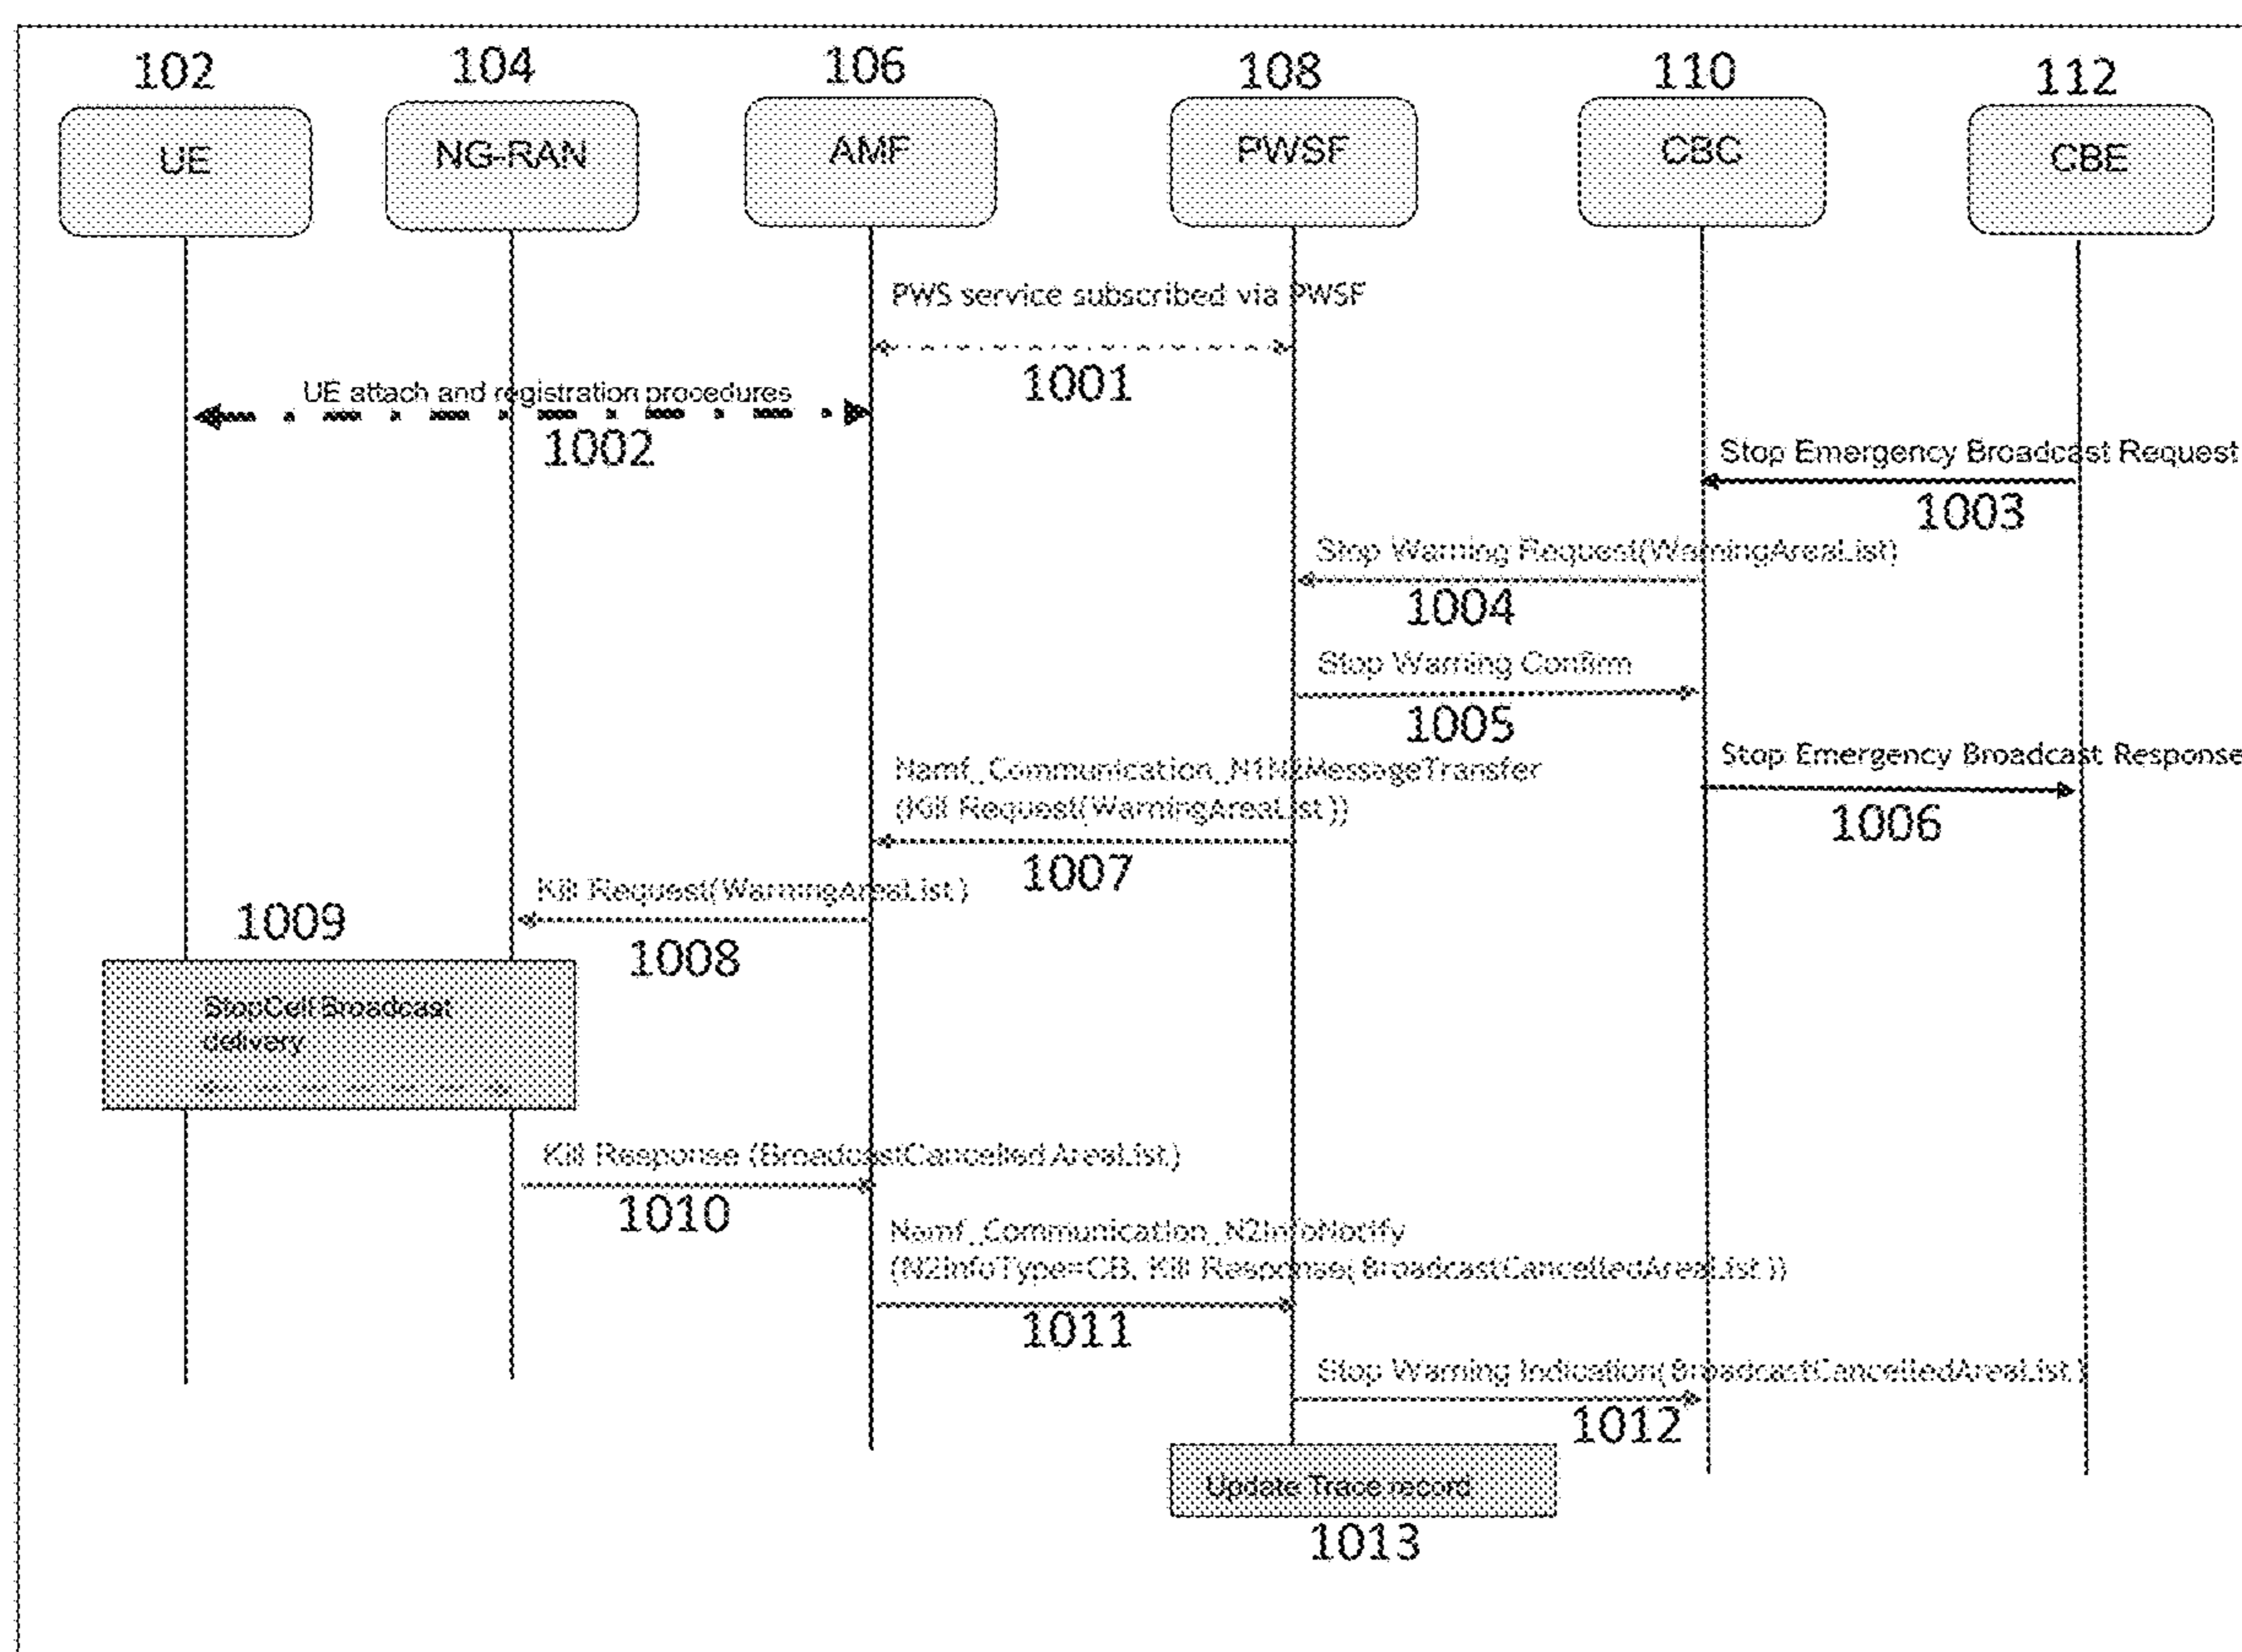 102
104
106
108
110
112
UE
NG-RAN
AMF
PWSF
CBC
CBE
PWS service subscribed via PWSF
1001
UE attach and registration procedures
1002
Stop Emergency Broadcast Request
1003
Stop Warning Request(WarningAreaList)
1004
Stop Warning Confirm
1005
Stop Emergency Broadcast Response
1006
Namf_Communication_N1N2MessageTransfer
(Kill Request(WarningAreaList))
1007
Kill Request(WarningAreaList)
1008
1009
StopCell Broadcast
delivery
Kill Response (BroadcastCancelledAreaList)
1010
Namf_Communication_N2InfoNotify
(N2InfoType=CB, Kill Response(BroadcastCancelledAreaList))
1011
Stop Warning Indication(BroadcastCancelledAreaList)
1012
Update Trace record
1013